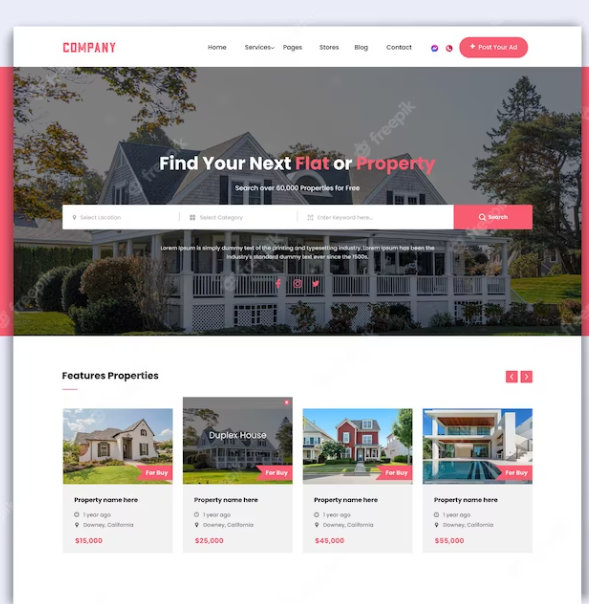 COMPANY
Home Services Pages Stores Blog Contact + Post Your Ad
Find Your Next Flat or Property
Search over 60,000 Properties for Free
Select Location Select Category Enter Keyword here... Search
Lorem Ipsum is simply dummy text of the printing and typesetting industry. Lorem Ipsum has been the
industry's standard dummy text ever since the 1500s.
Features Properties
Duplex House
For Buy For Buy For Buy For Buy
Property name here Property name here Property name here Property name here
1 year ago 1 year ago 1 year ago 1 year ago
Downey, California Downey, California Downey, California Downey, California
$15,000 $25,000 $45,000 $55,000
freepik